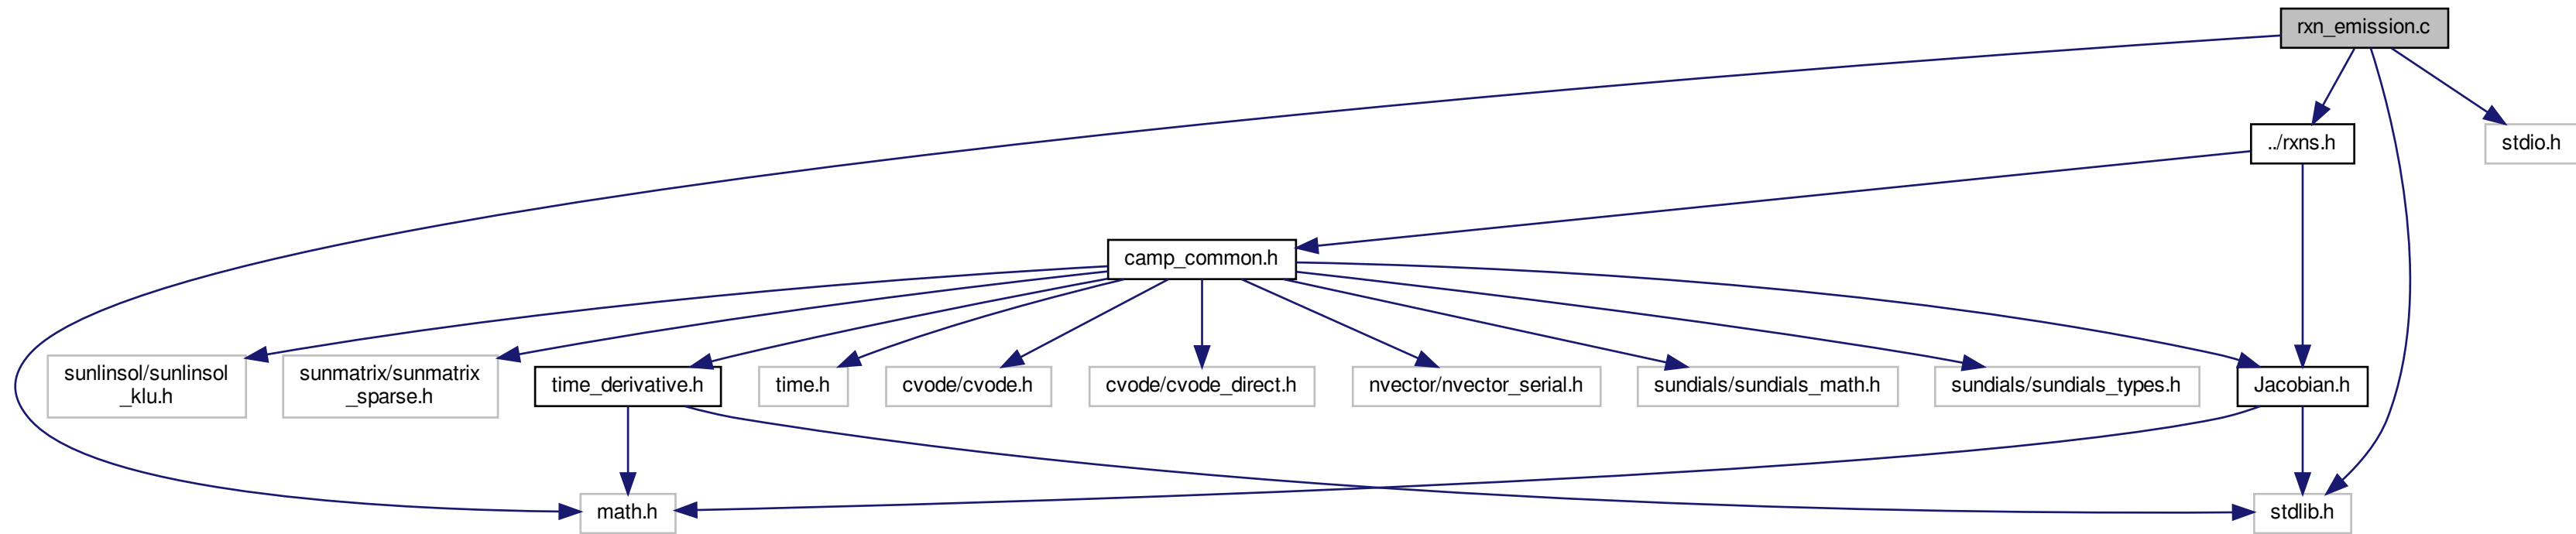 rxn_emission.c
../rxns.h
stdio.h
camp_common.h
sunlinsol/sunlinsol
_klu.h
sunmatrix/sunmatrix
_sparse.h
time_derivative.h
time.h
cvode/cvode.h
cvode/cvode_direct.h
nvector/nvector_serial.h
sundials/sundials_math.h
sundials/sundials_types.h
Jacobian.h
math.h
stdlib.h